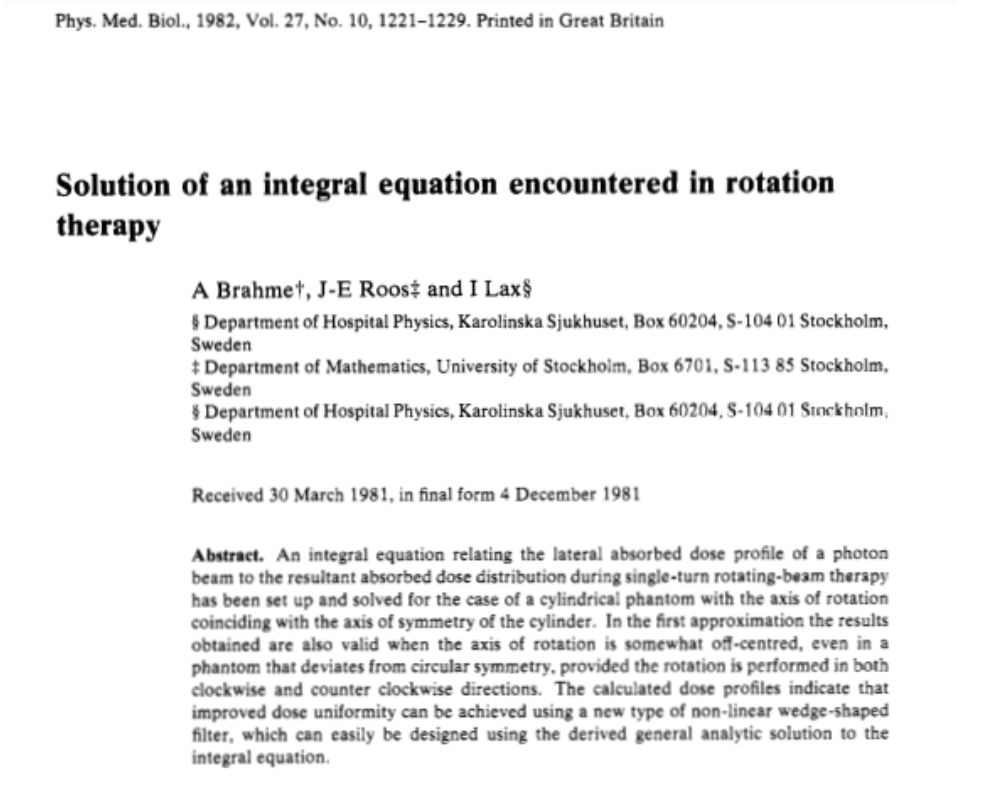 Phys. Med. Biol., 1982, Vol. 27, No. 10, 1221–1229. Printed in Great Britain
Solution of an integral equation encountered in rotation
therapy
A Brahme†, J-E Roos‡ and I Lax§
§ Department of Hospital Physics, Karolinska Sjukhuset, Box 60204, S-104 01 Stockholm,
Sweden
‡ Department of Mathematics, University of Stockholm, Box 6701, S-113 85 Stockholm,
Sweden
§ Department of Hospital Physics, Karolinska Sjukhuset, Box 60204, S-104 01 Stockholm,
Sweden
Received 30 March 1981, in final form 4 December 1981
Abstract. An integral equation relating the lateral absorbed dose profile of a photon
beam to the resultant absorbed dose distribution during single-turn rotating-beam therapy
has been set up and solved for the case of a cylindrical phantom with the axis of rotation
coinciding with the axis of symmetry of the cylinder. In the first approximation the results
obtained are also valid when the axis of rotation is somewhat off-centred, even in a
phantom that deviates from circular symmetry, provided the rotation is performed in both
clockwise and counter clockwise directions. The calculated dose profiles indicate that
improved dose uniformity can be achieved using a new type of non-linear wedge-shaped
filter, which can easily be designed using the derived general analytic solution to the
integral equation.